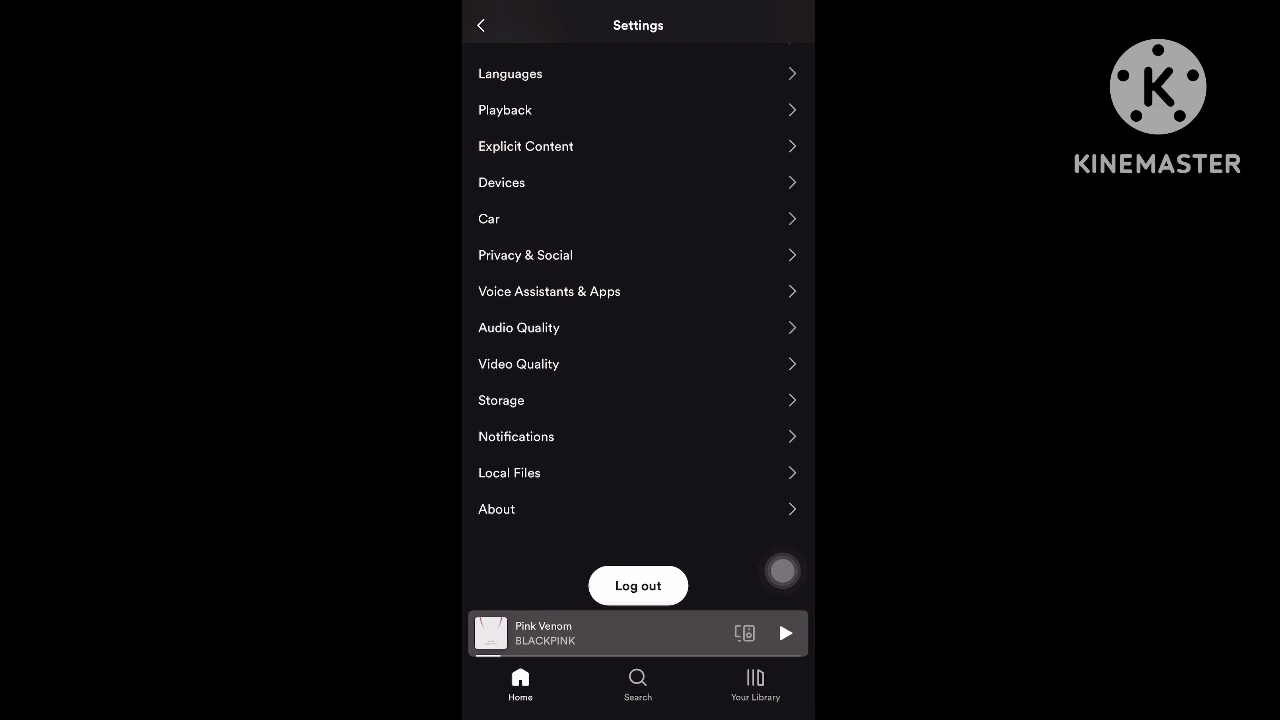 Settings
Languages
Playback
Explicit Content
Devices
Car
Privacy & Social
Voice Assistants & Apps
Audio Quality
Video Quality
Storage
Notifications
Local Files
About
Log out
Pink Venom
BLACKPINK
Home
Search
Your Library
K
KINEMASTER